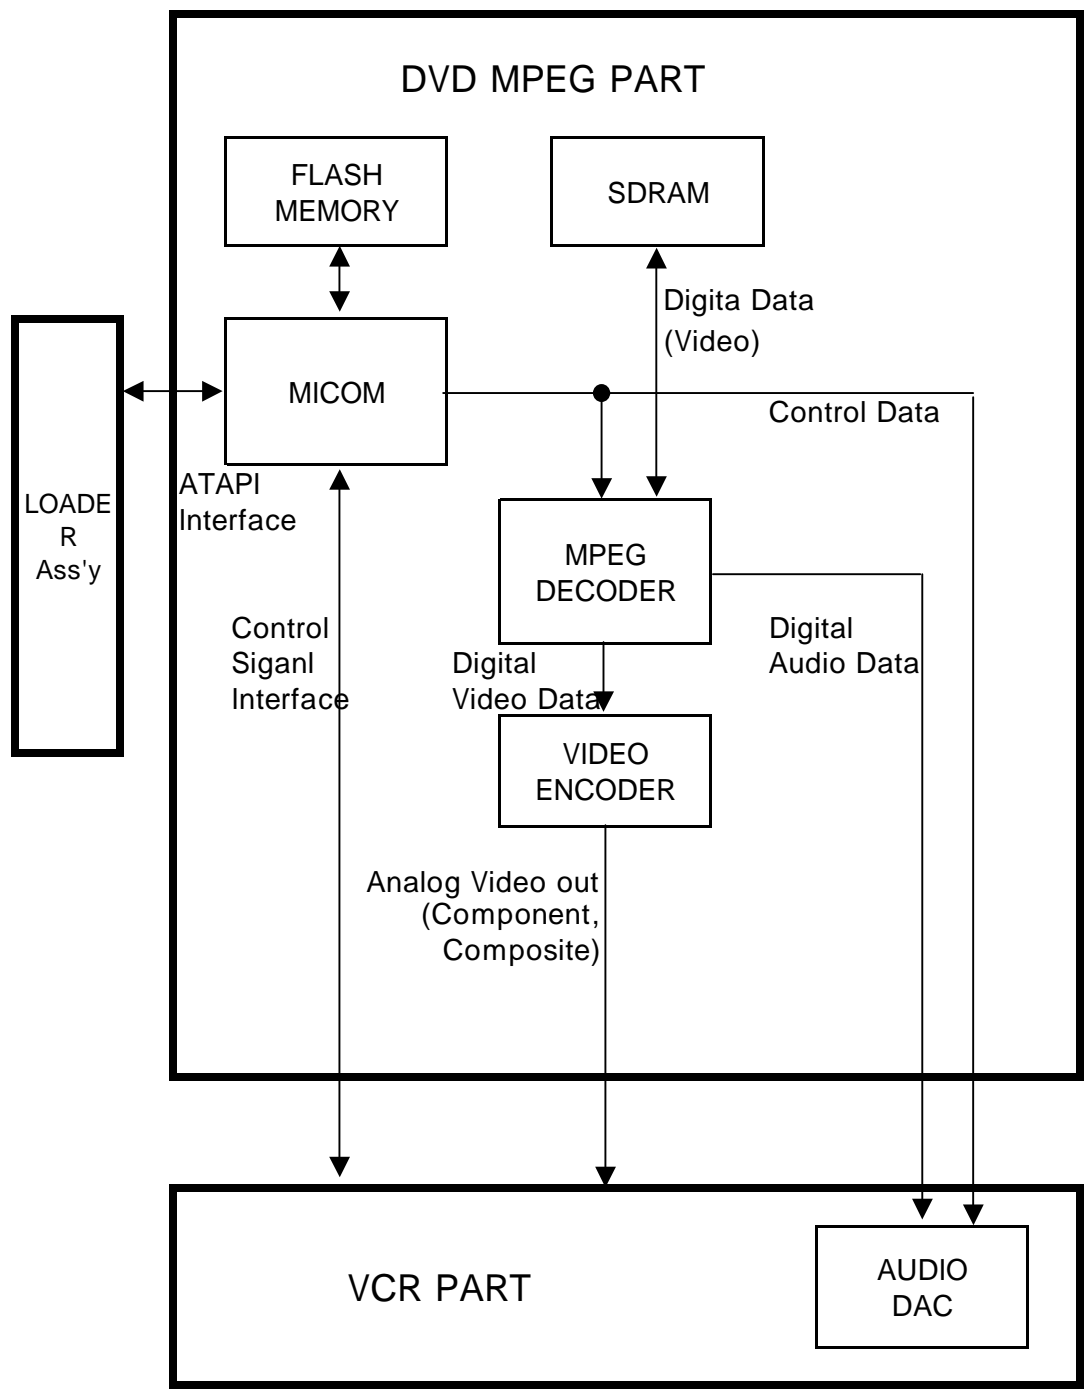 DVD MPEG PART
FLASH
MEMORY
SDRAM
Digita Data
(Video)
MICOM
Control Data
ATAPI
Interface
LOADE
R
Ass'y
MPEG
DECODER
Control
Siganl
Interface
Digital
Video Data
Digital
Audio Data
VIDEO
ENCODER
Analog Video out
(Component,
Composite)
VCR PART
AUDIO
DAC